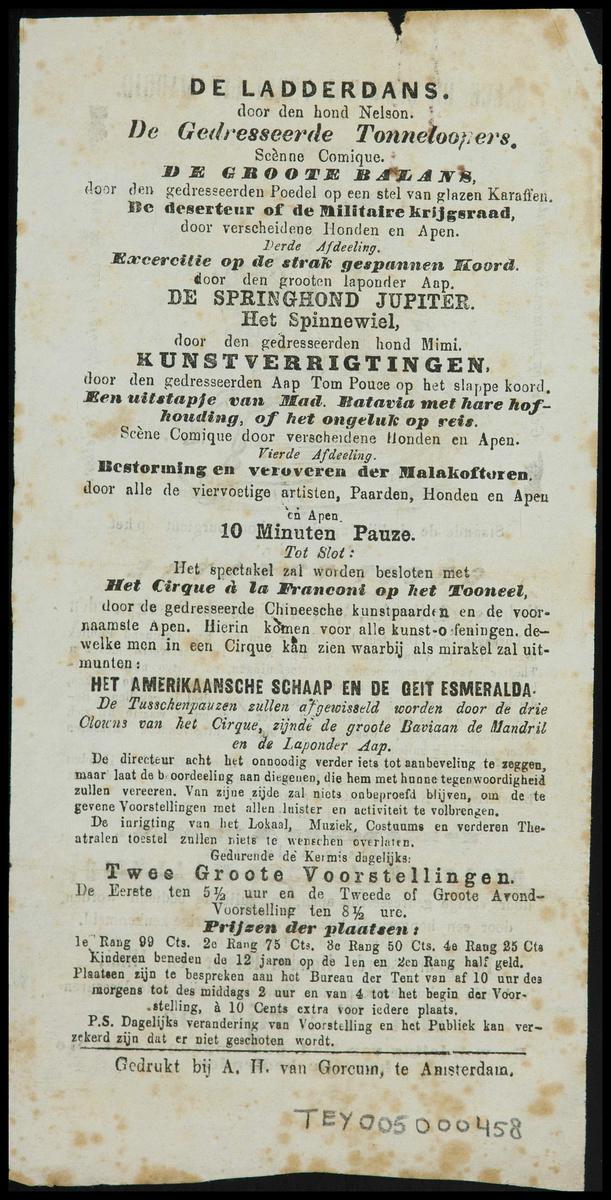 DE LADDERDANS.
door den hond Nelson.
De Gedresseerde Tonneloopers.
Scènne Comique.
DE GROOTE BALANS,
door den gedresseerden Poedel op een stel van glazen Karaffen.
De deserteur of de Militaire krijgsraad,
door verscheidene Honden en Apen.
Derde Afdeeling.
Excercitie op de strak gespannen Koord.
door den grooten laponder Aap.
DE SPRINGHOND JUPITER.
Het Spinnewiel,
door den gedresseerden hond Mimi.
KUNSTVERRIGTINGEN,
door den gedresseerden Aap Tom Pouce op het slappe koord.
Een uitstapje van Mad. Batavia met hare hof-
houding, of het ongeluk op reis.
Scène Comique door verscheidene Honden en Apen.
Vierde Afdeeling.
Bestorming en veroveren der Malakoftoren.
door alle de viervoetige artisten, Paarden, Honden en Apen
en Apen.
10 Minuten Pauze.
Tot Slot:
Het spectakel zal worden besloten met
Het Cirque à la Franconi op het Tooneel,
door de gedresseerde Chineesche kunstpaarden en de voor-
naamste Apen. Hierin komen voor alle kunst-o feningen. de-
welke men in een Cirque kan zien waarbij als mirakel zal uit-
munten:
HET AMERIKAANSCHE SCHAAP EN DE GEIT ESMERALDA.
De Tusschenpauzen zullen afgewisseld worden door de drie
Clowns van het Cirque, zijnde de groote Baviaan de Mandril
en de Laponder Aap.
De directeur acht het onnoodig verder iets tot aanbeveling te zeggen,
maar laat de b oordeeling aan diegenen, die hem met hunne tegenwoordigheid
zullen vereeren. Van zijne zijde zal niets onbeproefd blijven, om de te
gevene Voorstellingen met allen luister en activiteit te volbrengen.
De inrigting van het Lokaal, Muziek, Costuums en verderen The-
atralen toestel zullen niets te wenschen overlaten.
Gedurende de Kermis dagelijks:
Twee Groote Voorstellingen.
De Eerste ten 5½ uur en de Tweede of Groote Avond-
Voorstelling ten 8½ ure.
Prijzen der plaatsen:
1e Rang 99 Cts. 2e Rang 75 Cts. 3e Rang 50 Cts. 4e Rang 25 Cts
Kinderen beneden de 12 jaren op de 1en en 2en Rang half geld.
Plaatsen zijn te bespreken aan het Bureau der Tent van af 10 uur des
morgens tot des middags 2 uur en van 4 tot het begin der Voor-
stelling, à 10 Cents extra voor iedere plaats.
P.S. Dagelijks verandering van Voorstelling en het Publiek kan ver-
zekerd zijn dat er niet geschoten wordt.
Gedrukt bij A. H. van Gorcum, te Amsterdam.
TEY005000458